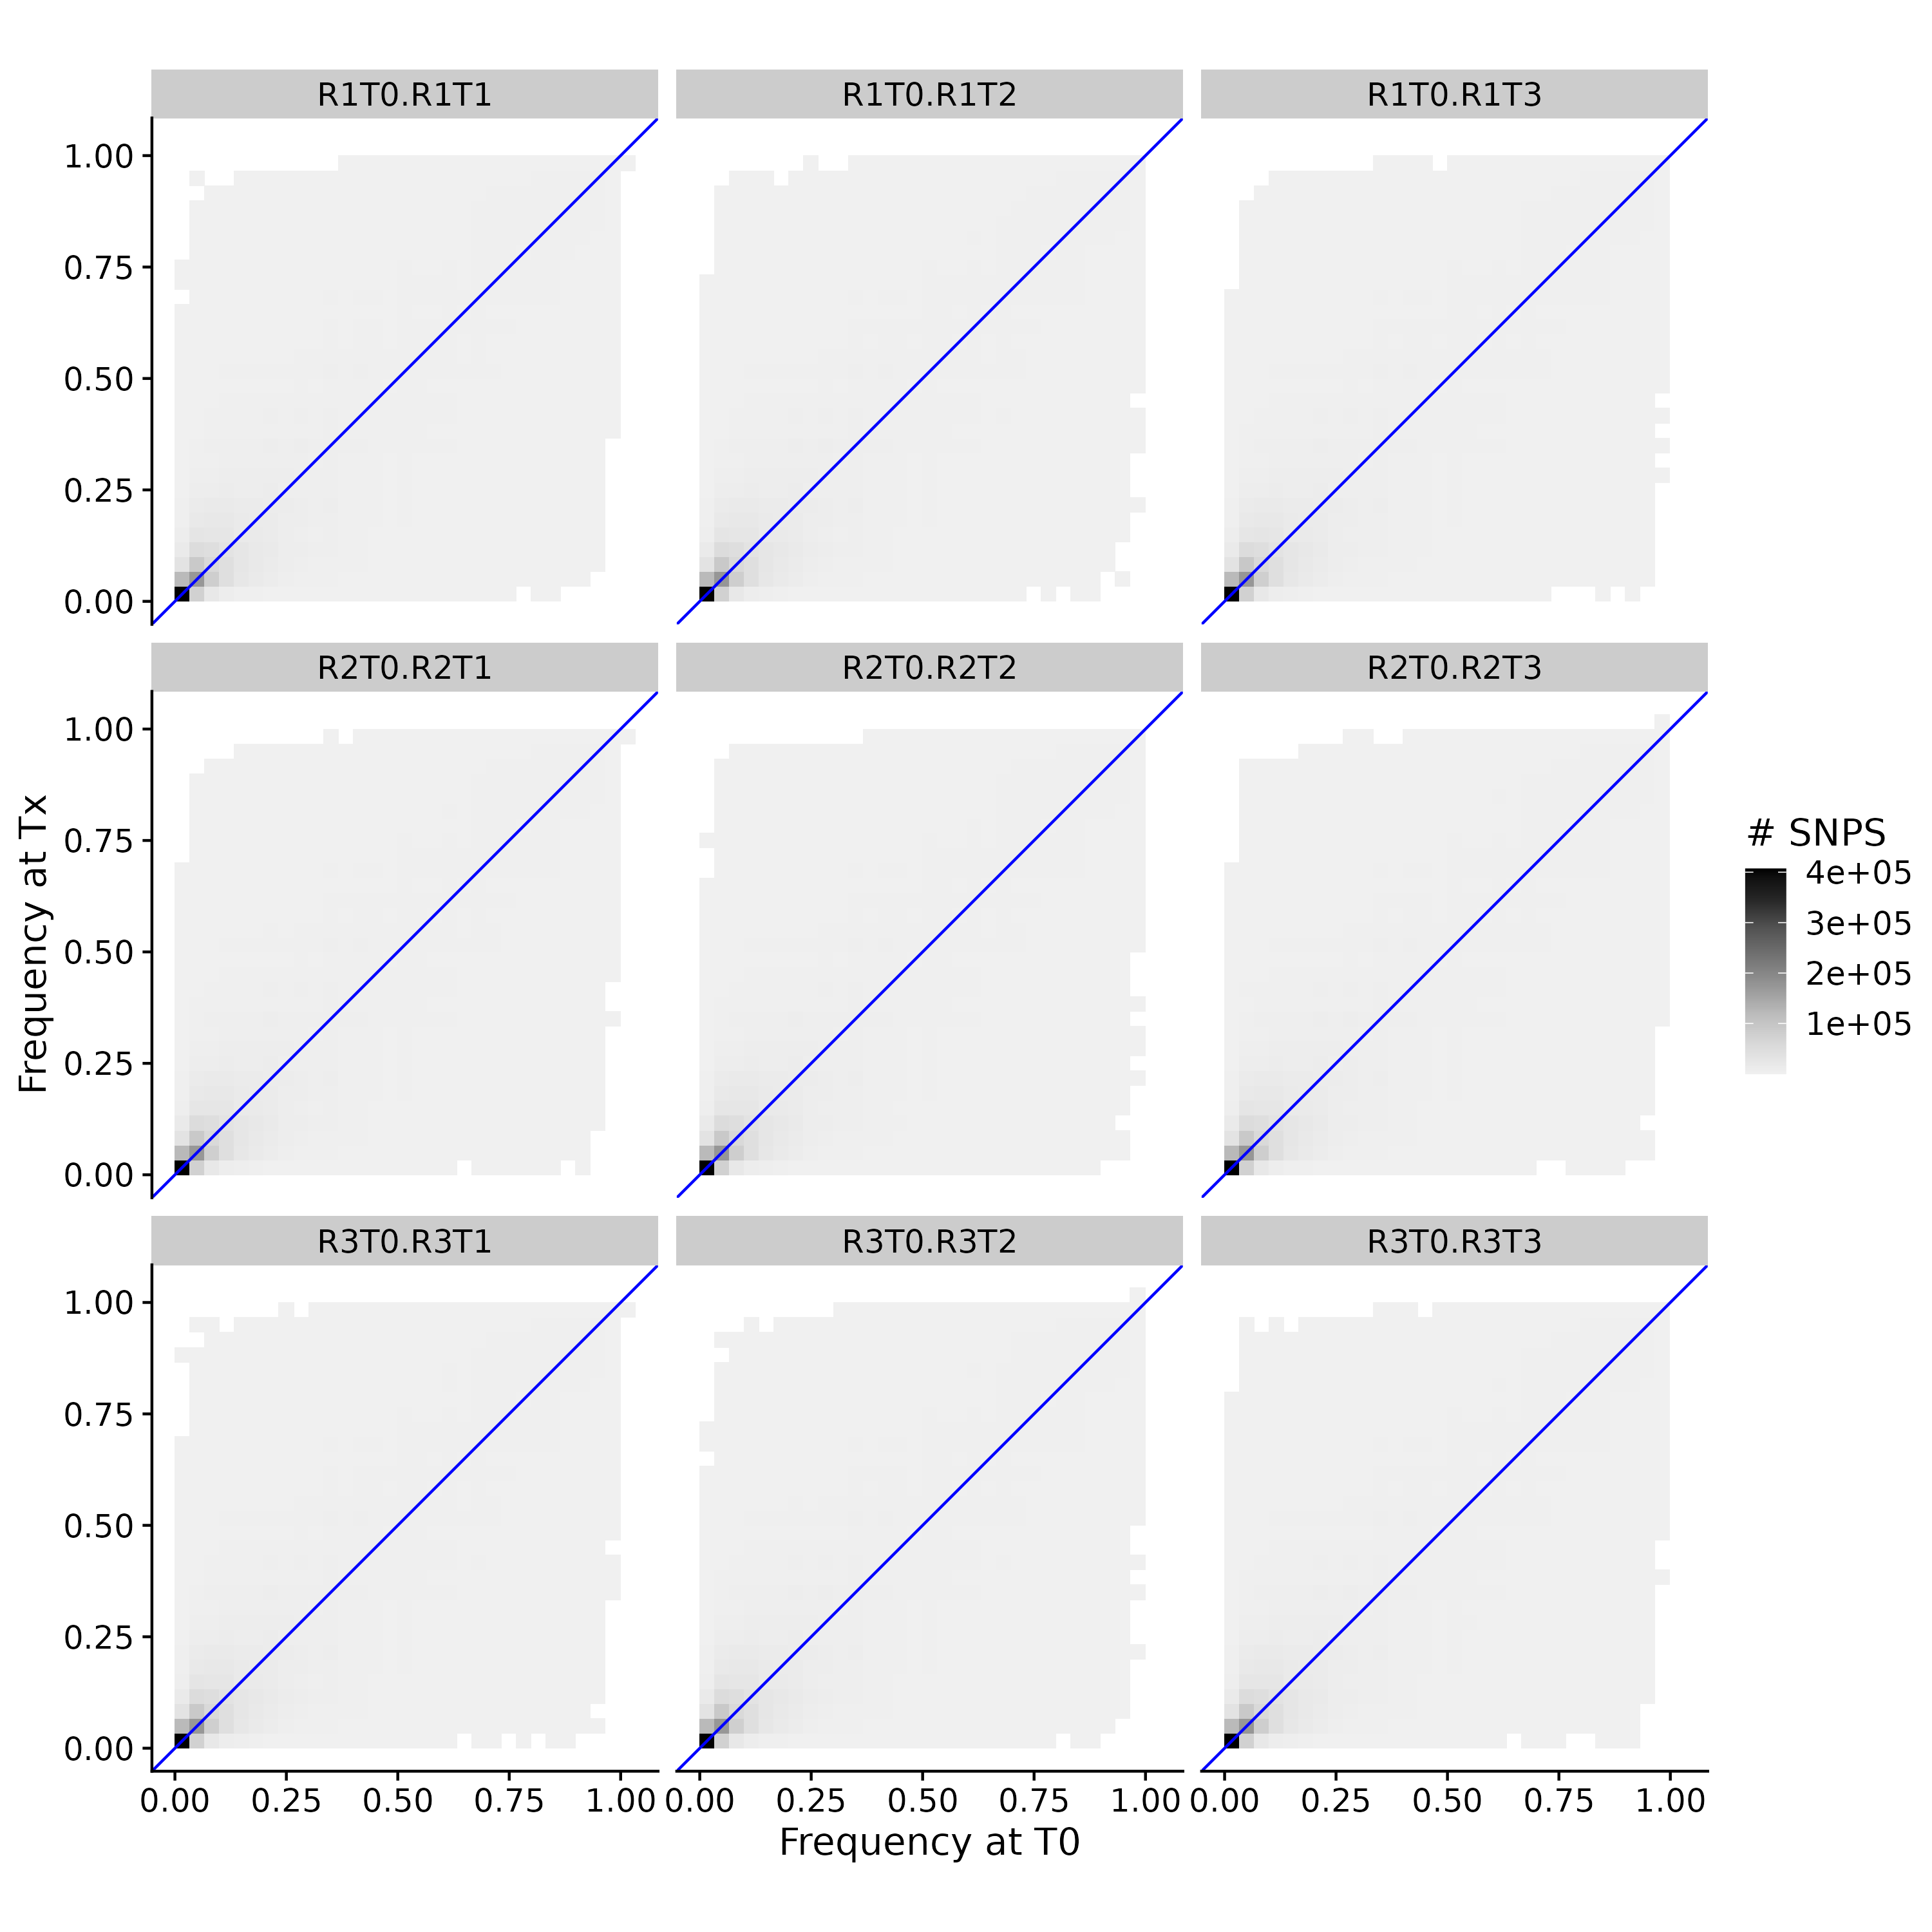 R1T0.R1T1 R1T0.R1T2 R1T0.R1T3
1.00
0.75
0.50
0.25
0.00
R2T0.R2T1 R2T0.R2T2 R2T0.R2T3
1.00
0.75
0.50
0.25
0.00
R3T0.R3T1 R3T0.R3T2 R3T0.R3T3
1.00
0.75
0.50
0.25
0.00
0.00 0.25 0.50 0.75 1.00 0.00 0.25 0.50 0.75 1.00 0.00 0.25 0.50 0.75 1.00
Frequency at T0
Frequency at Tx
# SNPS
4e+05
3e+05
2e+05
1e+05